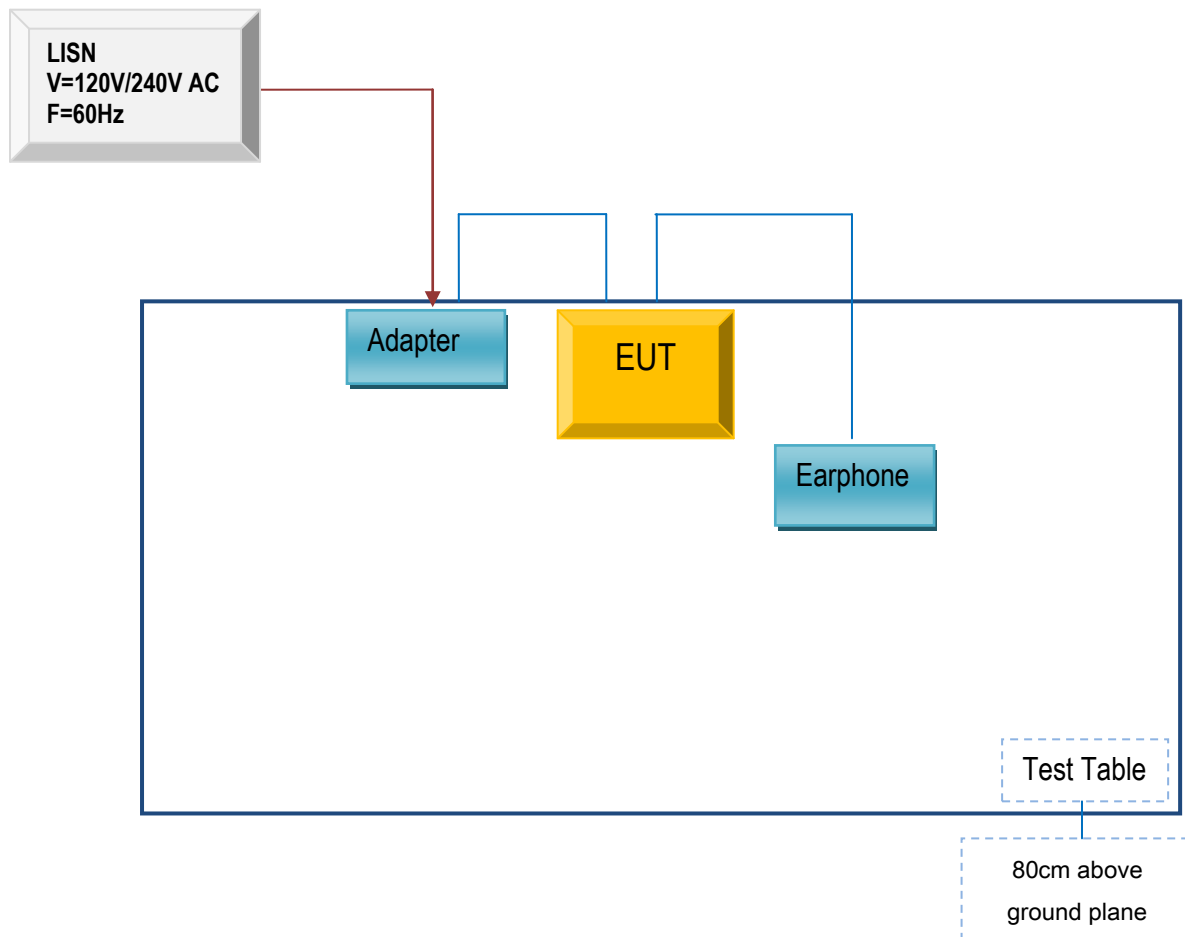 LISN
V=120V/240V AC
F=60Hz
Adapter
EUT
Earphone
Test Table
80cm above
ground plane